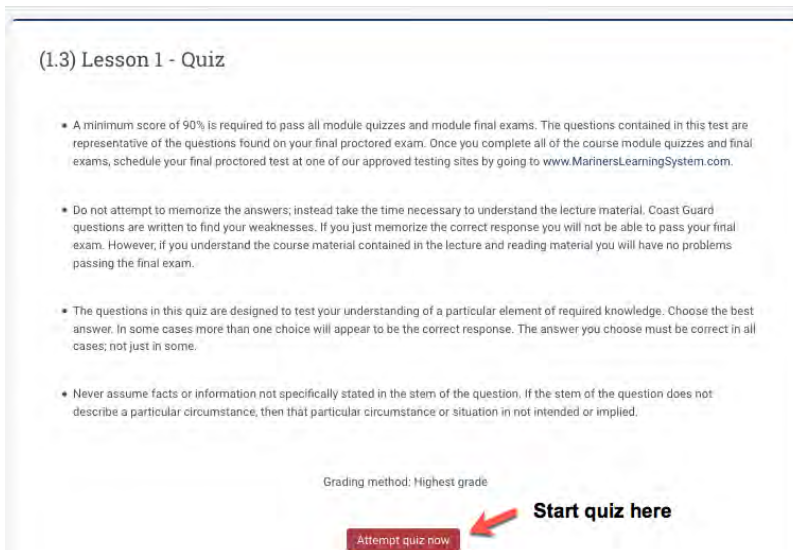 (1.3) Lesson 1 - Quiz
• A minimum score of 90% is required to pass all module quizzes and module final exams. The questions contained in this test are
representative of the questions found on your final proctored exam. Once you complete all of the course module quizzes and final
exams, schedule your final proctored test at one of our approved testing sites by going to www.MarinersLearningSystem.com.
• Do not attempt to memorize the answers; instead take the time necessary to understand the lecture material. Coast Guard
questions are written to find your weaknesses. If you just memorize the correct response you will not be able to pass your final
exam. However, if you understand the course material contained in the lecture and reading material you will have no problems
passing the final exam.
• The questions in this quiz are designed to test your understanding of a particular element of required knowledge. Choose the best
answer. In some cases more than one choice will appear to be the correct response. The answer you choose must be correct in all
cases; not just in some.
• Never assume facts or information not specifically stated in the stem of the question. If the stem of the question does not
describe a particular circumstance, then that particular circumstance or situation in not intended or implied.
Grading method: Highest grade
Start quiz here
Attempt quiz now